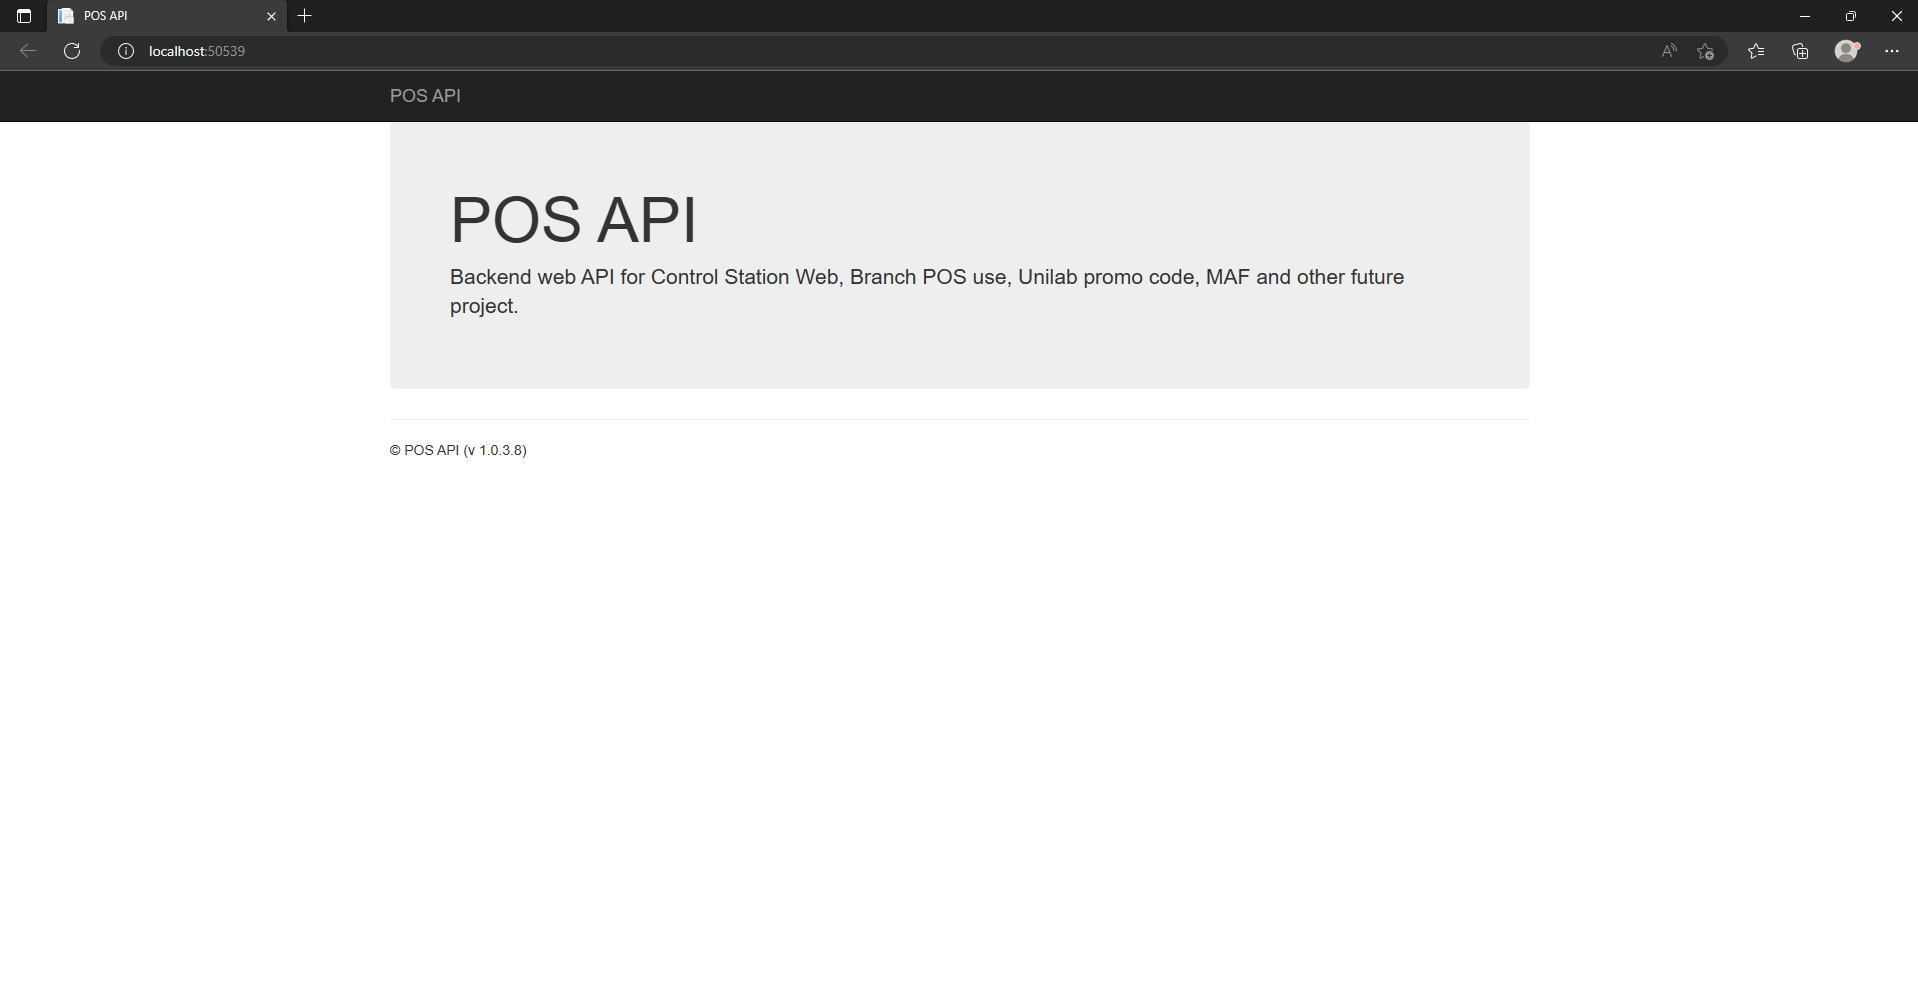 POS API
localhost:50539
POS API
POS API
Backend web API for Control Station Web, Branch POS use, Unilab promo code, MAF and other future
project.
© POS API (v 1.0.3.8)